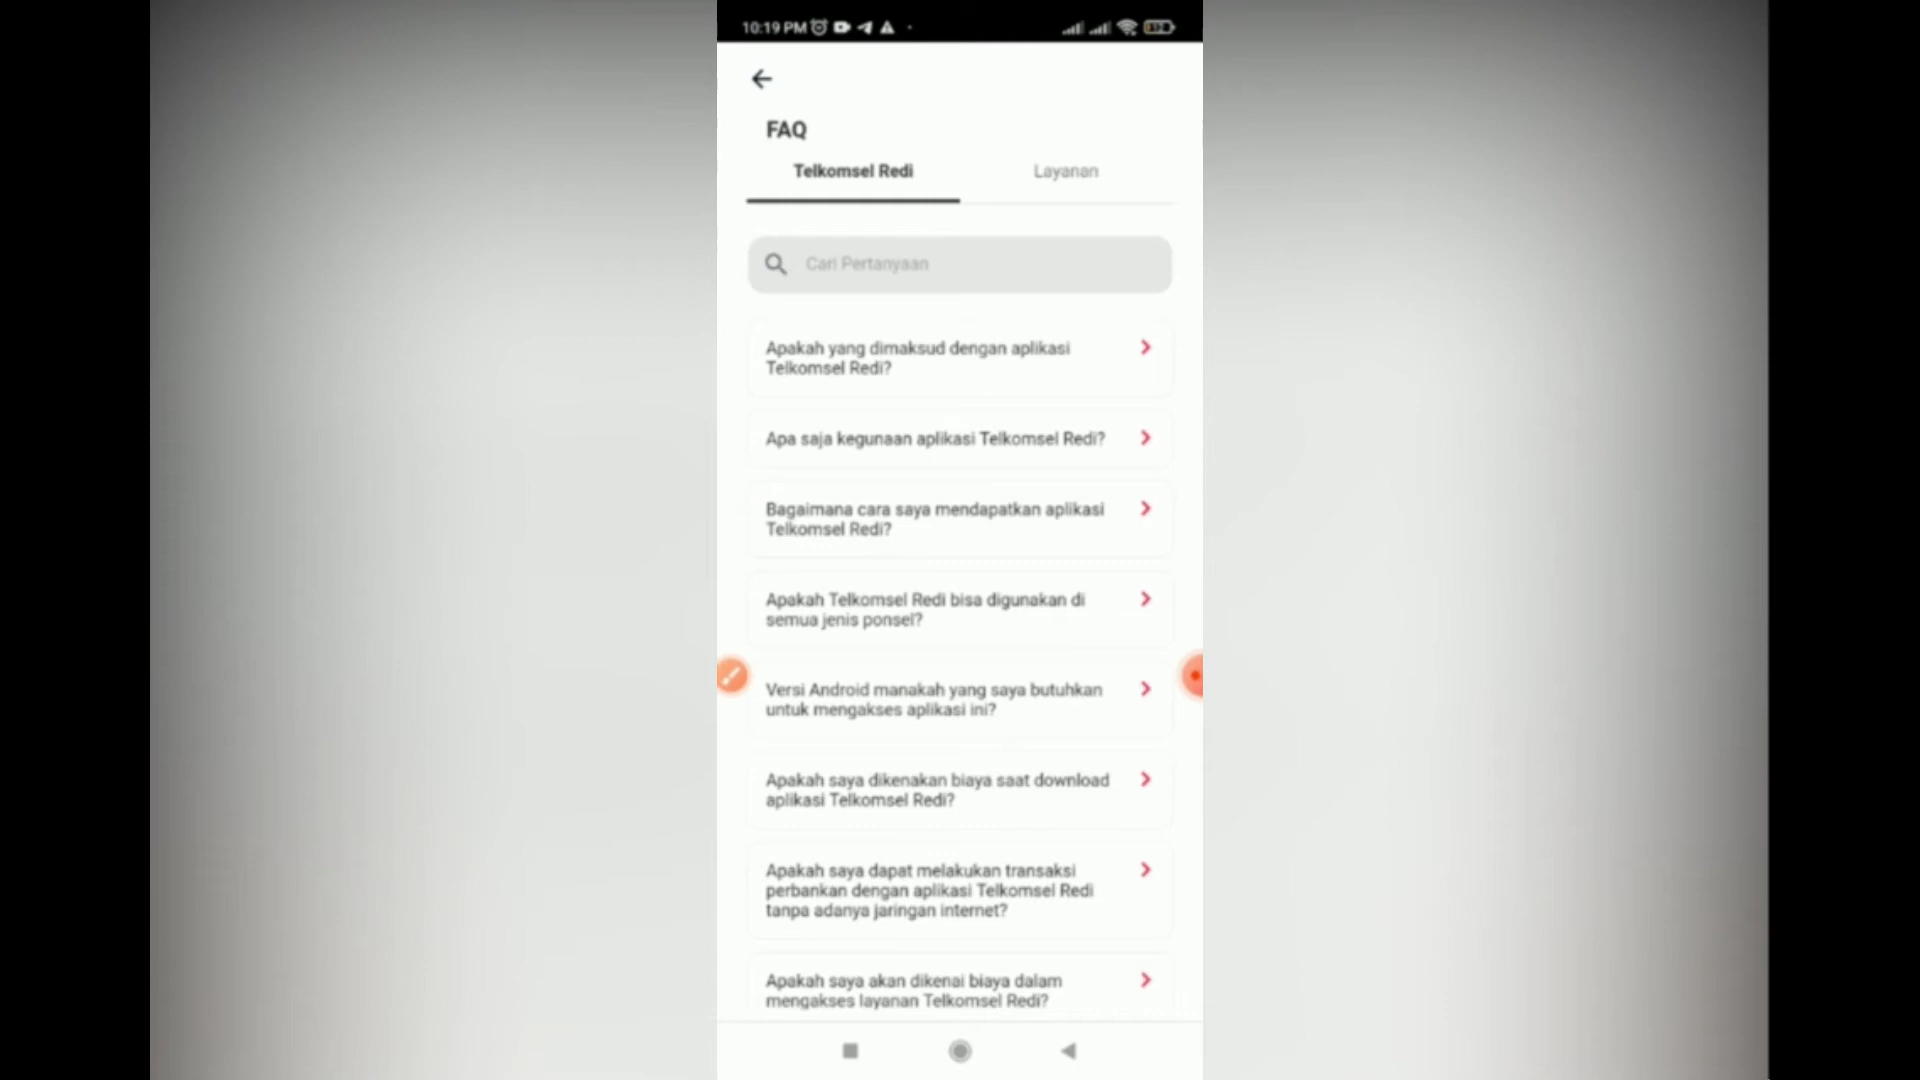 10:19 PM
FAQ
Telkomsel Redi
Layanan
Cari Pertanyaan
Apakah yang dimaksud dengan aplikasi
Telkomsel Redi?
Apa saja kegunaan aplikasi Telkomsel Redi?
Bagaimana cara saya mendapatkan aplikasi
Telkomsel Redi?
Apakah Telkomsel Redi bisa digunakan di
semua jenis ponsel?
Versi Android manakah yang saya butuhkan
untuk mengakses aplikasi ini?
Apakah saya dikenakan biaya saat download
aplikasi Telkomsel Redi?
Apakah saya dapat melakukan transaksi
perbankan dengan aplikasi Telkomsel Redi
tanpa adanya jaringan internet?
Apakah saya akan dikenai biaya dalam
mengakses layanan Telkomsel Redi?